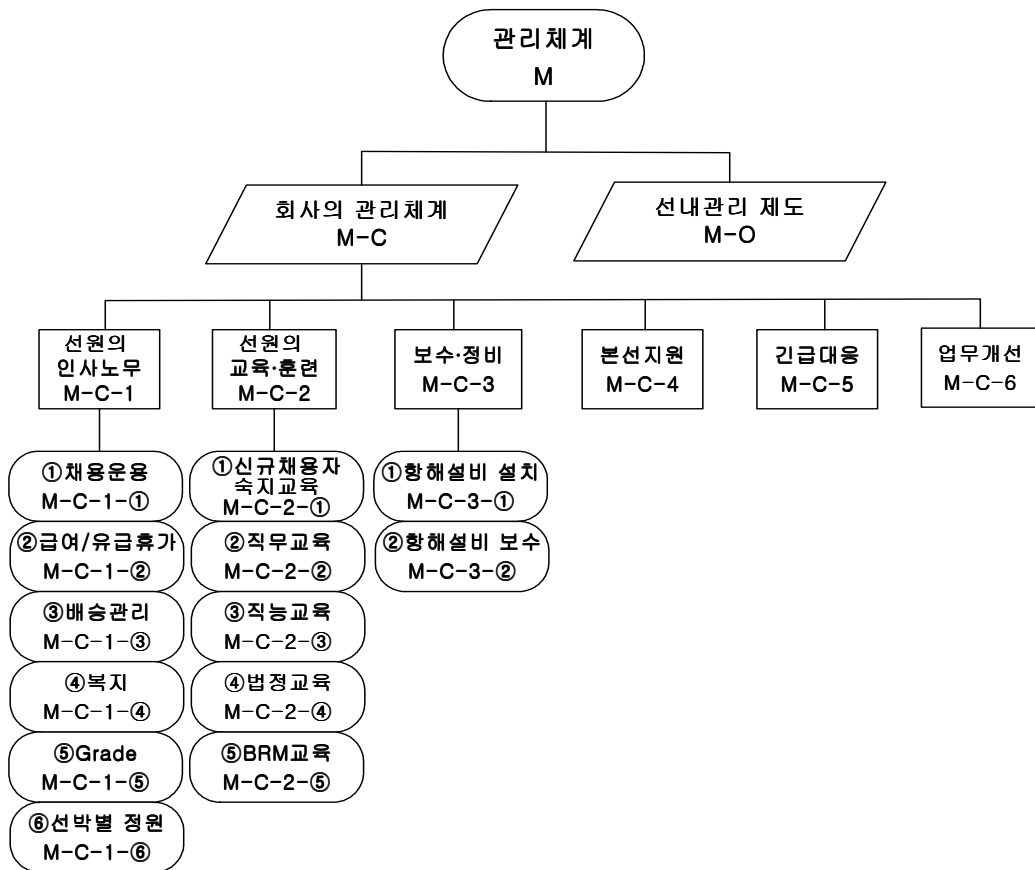 관리체계
M
회사의 관리체계
M-C
선내관리 제도
M-O
선원의
인사노무
M-C-1
선원의
교육·훈련
M-C-2
보수·정비
M-C-3
본선지원
M-C-4
긴급대응
M-C-5
업무개선
M-C-6
①채용운용
M-C-1-①
②급여/유급휴가
M-C-1-②
③배승관리
M-C-1-③
④복지
M-C-1-④
⑤Grade
M-C-1-⑤
⑥선박별 정원
M-C-1-⑥
①신규채용자
숙지교육
M-C-2-①
②직무교육
M-C-2-②
③직능교육
M-C-2-③
④법정교육
M-C-2-④
⑤BRM교육
M-C-2-⑤
①항해설비 설치
M-C-3-①
②항해설비 보수
M-C-3-②